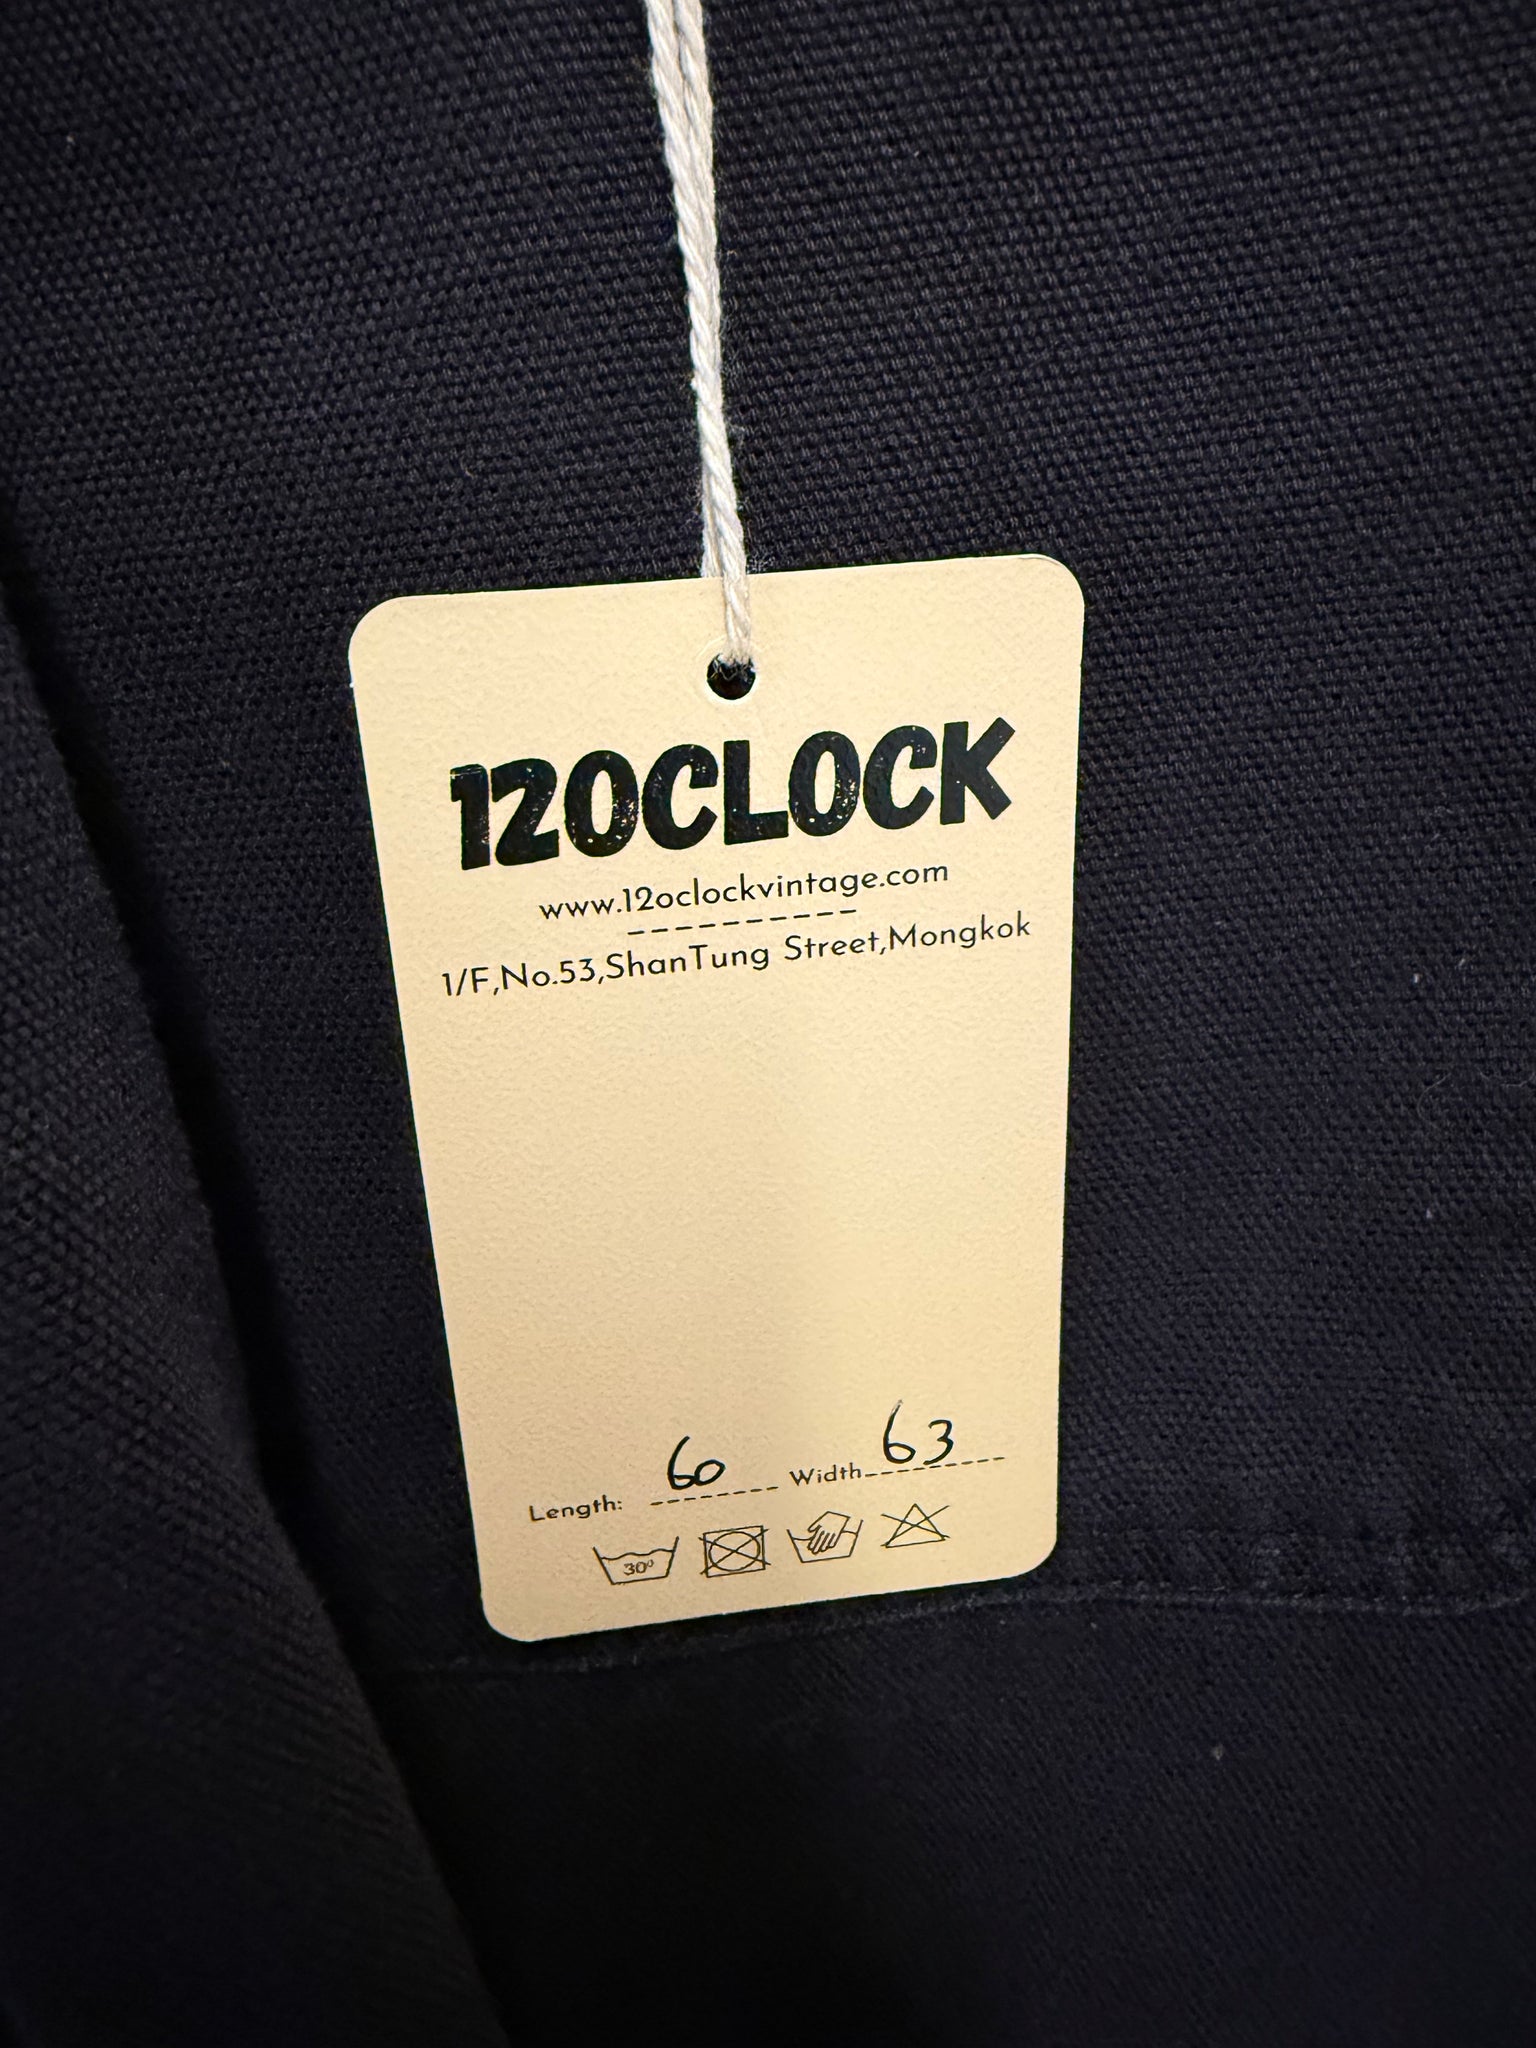 12OCLOCK
www.12oclockvintage.com
1/F,No.53,ShanTung Street,Mongkok
Length: 60 Width 63
30°